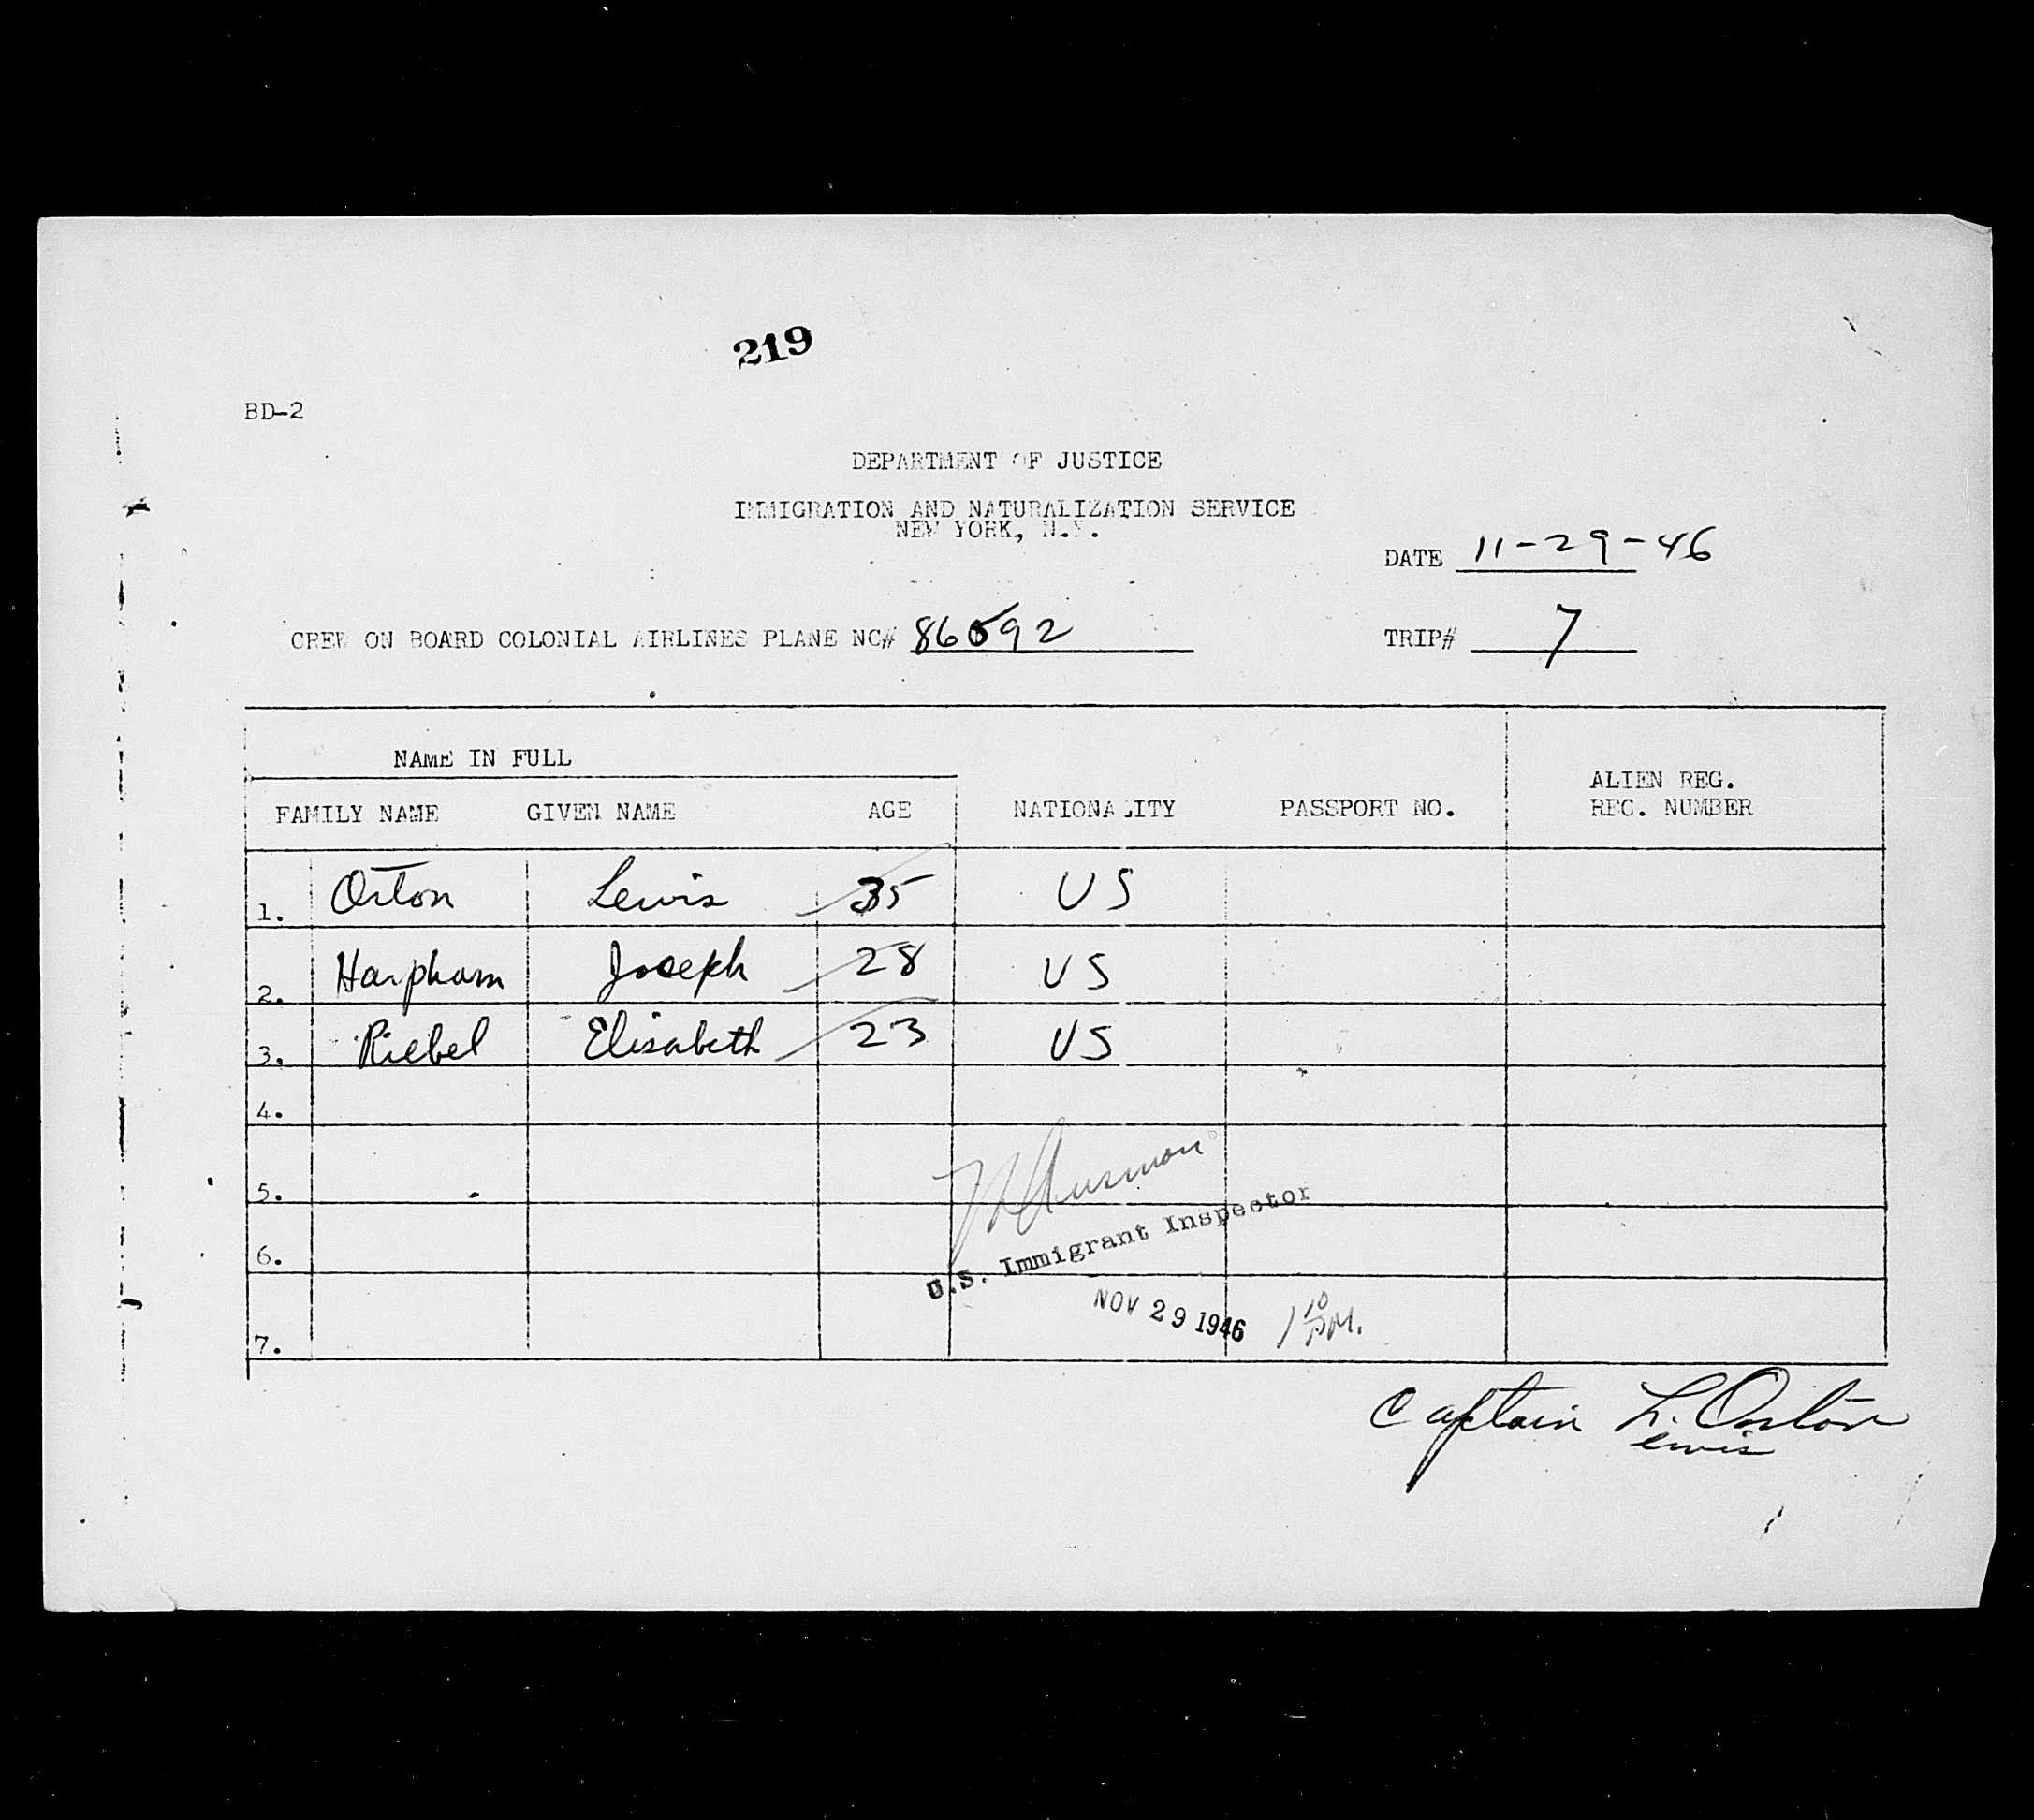 219
BD-2
DEPARTMENT OF JUSTICE
IMMIGRATION AND NATURALIZATION SERVICE
NEW YORK, N.Y.
DATE 11-29-46
CREW ON BOARD COLONIAL AIRLINES PLANE NC# 86592
TRIP# 7
NAME IN FULL
FAMILY NAME GIVEN NAME AGE NATIONALITY PASSPORT NO. ALIEN REG. REC. NUMBER
1. Orton Lewis 35 US
2. Harpham Joseph 28 US
3. Riebel Elisabeth 23 US
4.
5.
6.
U.S. Immigrant Inspector
NOV 29 1946 1 10 PM.
7.
Captain L. Orton
ewis